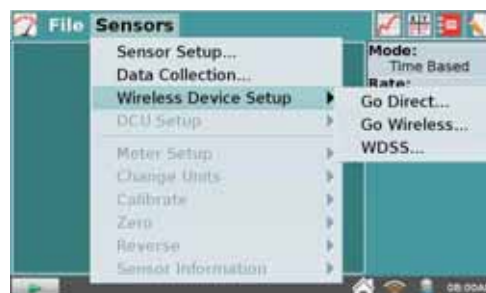 File Sensors
Sensor Setup...
Data Collection...
Wireless Device Setup
DCU Setup
Meter Setup
Change Units
Calibrate
Zero
Reverse
Sensor Information
Go Direct...
Go Wireless...
WDSS...
Mode:
Time Based
Rate: